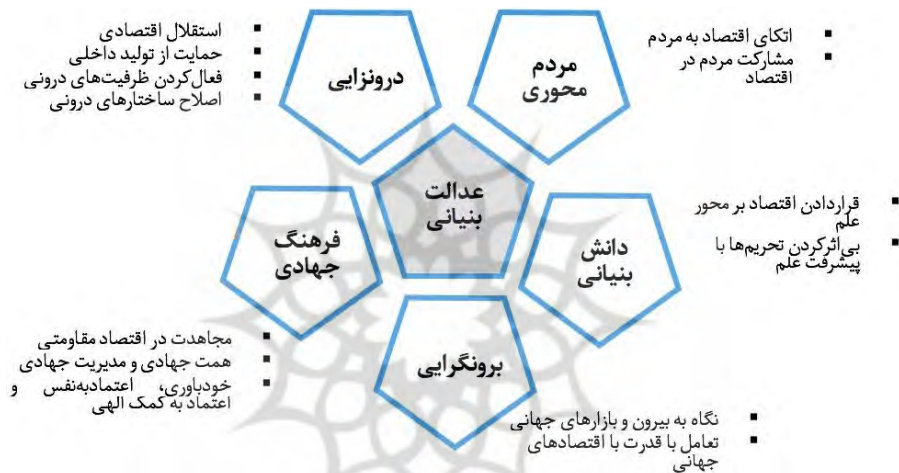 استقلال اقتصادی
حمایت از تولید داخلی
فعال‌کردن ظرفیت‌های درونی
اصلاح ساختارهای درونی
درونزایی
مردم
محوری
اتکای اقتصاد به مردم
مشارکت مردم در
اقتصاد
عدالت
بنیانی
فرهنگ
جهادی
دانش
بنیانی
قراردادن اقتصاد بر محور
علم
بی‌اثرکردن تحریم‌ها با
پیشرفت علم
برونگرایی
مجاهدت در اقتصاد مقاومتی
همت جهادی و مدیریت جهادی
خودباوری، اعتمادبه‌نفس و
اعتماد به کمک الهی
نگاه به بیرون و بازارهای جهانی
تعامل با قدرت با اقتصادهای
جهانی